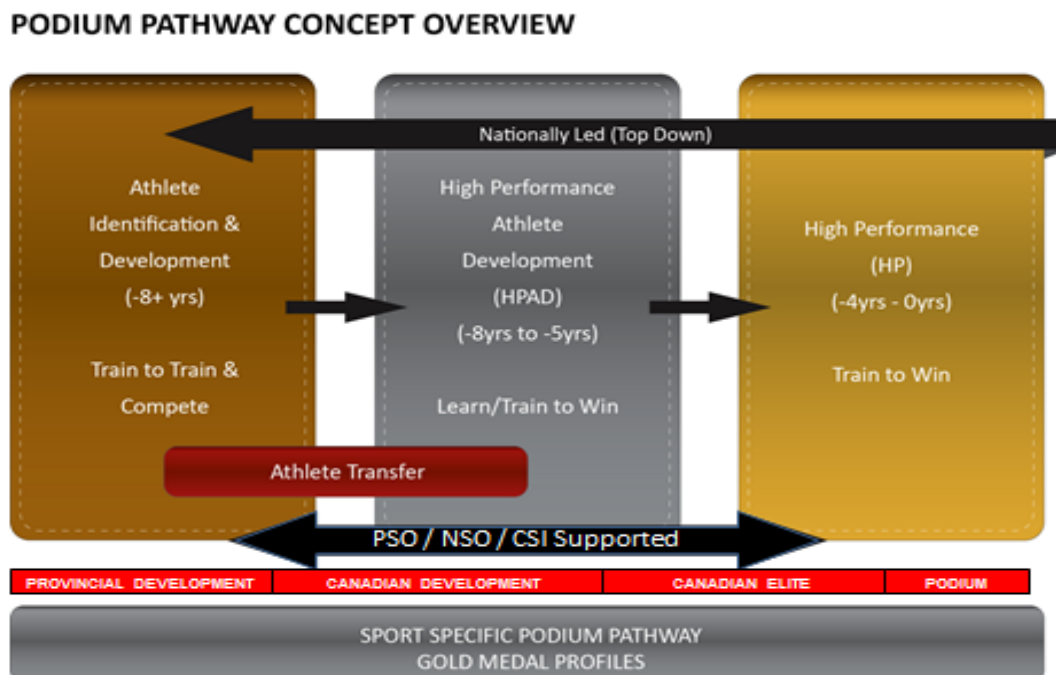 PODIUM PATHWAY CONCEPT OVERVIEW
Nationally Led (Top Down)
Athlete
Identification &
Development
(-8+ yrs)
Train to Train &
Compete
High Performance
Athlete
Development
(HPAD)
(-8yrs to -5yrs)
Learn/Train to Win
High Performance
(HP)
(-4yrs - 0yrs)
Train to Win
Athlete Transfer
PSO / NSO / CSI Supported
PROVINCIAL DEVELOPMENT
CANADIAN DEVELOPMENT
CANADIAN ELITE
PODIUM
SPORT SPECIFIC PODIUM PATHWAY
GOLD MEDAL PROFILES